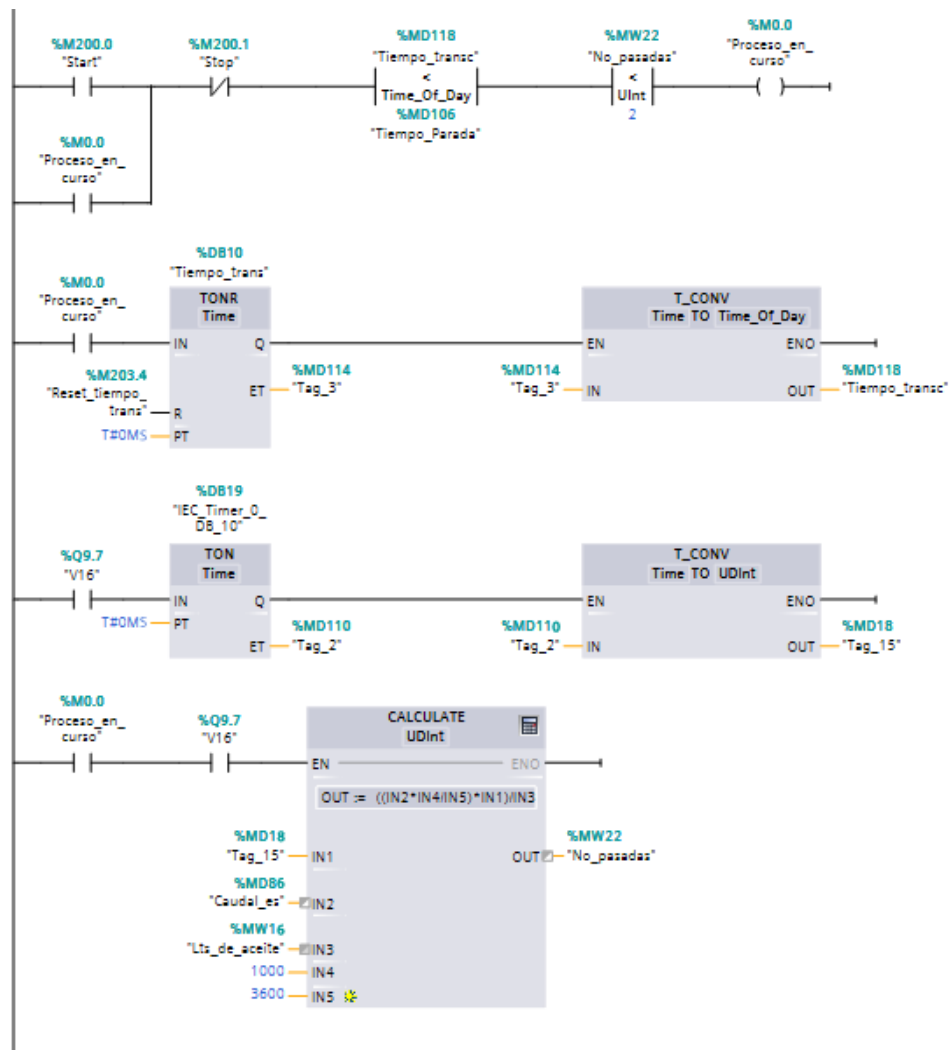 %M200.0
"Start"
%M200.1
"Stop"
%MD118
"Tiempo_transc"
<
Time_Of_Day
%MD106
"Tiempo_Parada"
%MW22
"No_pasadas"
<
UInt
2
%M0.0
"Proceso_en_
curso"
%M0.0
"Proceso_en_
curso"
%M0.0
"Proceso_en_
curso"
%DB10
"Tiempo_trans"
TONR
Time
IN Q
%M203.4
"Reset_tiempo_
trans"
R
T#0MS
PT
ET
%MD114
"Tag_3"
T_CONV
Time TO Time_Of_Day
EN ENO
%MD114
"Tag_3"
IN OUT
%MD118
"Tiempo_transc"
%Q9.7
"V16"
%DB19
"IEC_Timer_0_
DB_10"
TON
Time
IN Q
T#0MS
PT
ET
%MD110
"Tag_2"
T_CONV
Time TO UDInt
EN ENO
%MD110
"Tag_2"
IN OUT
%MD18
"Tag_15"
%M0.0
"Proceso_en_
curso"
%Q9.7
"V16"
CALCULATE
UDInt
EN ENO
OUT := ((IN2*IN4/IN5)*IN1)/IN3
%MD18
"Tag_15"
IN1
OUT
%MW22
"No_pasadas"
%MD86
"Caudal_es"
IN2
%MW16
"Lts_de_aceite"
IN3
1000 IN4
3600 IN5